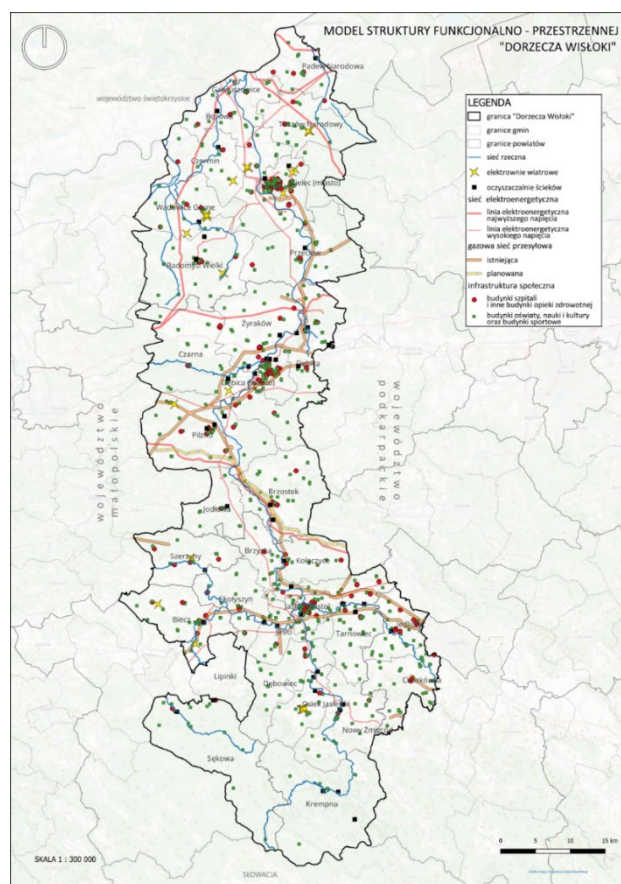 MODEL STRUKTURY FUNKCJONALNO - PRZESTRZENNEJ
"DORZECZA WISŁOKI"
Padew Narodowa
województwo świętokrzyskie
Borowa
Tuszów Narodowy
Czermin
Mielec (miasto)
Wadowice Górne
Przecław
Radomyśl Wielki
Żyraków
Czarna
Dębica (miasto)
Pilzno
województwo
małopolskie
województwo
podkarpackie
Brzostek
Jodłowa
Brzyska
Szerzyny
Kołaczyce
Skołyszyn
Biecz
Jasło
Tarnowiec
Lipinki
Dębowiec
Osiek Jasielski
Nowy Żmigród
Sękowa
Krempna
LEGENDA
granica "Dorzecza Wisłoki"
granice gmin
granice powiatów
sieć rzeczna
elektrownie wiatrowe
oczyszczalnie ścieków
sieć elektroenergetyczna
linia elektroenergetyczna
najwyższego napięcia
linia elektroenergetyczna
wysokiego napięcia
gazowa sieć przesyłowa
istniejąca
planowana
infrastruktura społeczna
budynki szpitali
i inne budynki opieki zdrowotnej
budynki oświaty, nauki i kultury
oraz budynki sportowe
SKALA 1 : 300 000
SŁOWACJA
0 5 10 15 km